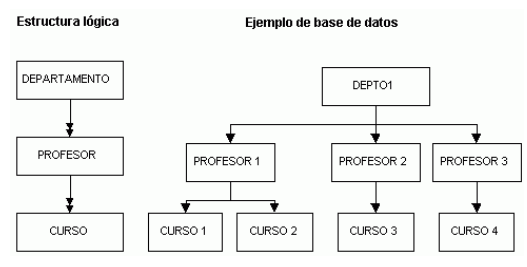 Estructura lógica
Ejemplo de base de datos
DEPARTAMENTO
DEPTO1
PROFESOR
PROFESOR 1
PROFESOR 2
PROFESOR 3
CURSO
CURSO 1
CURSO 2
CURSO 3
CURSO 4